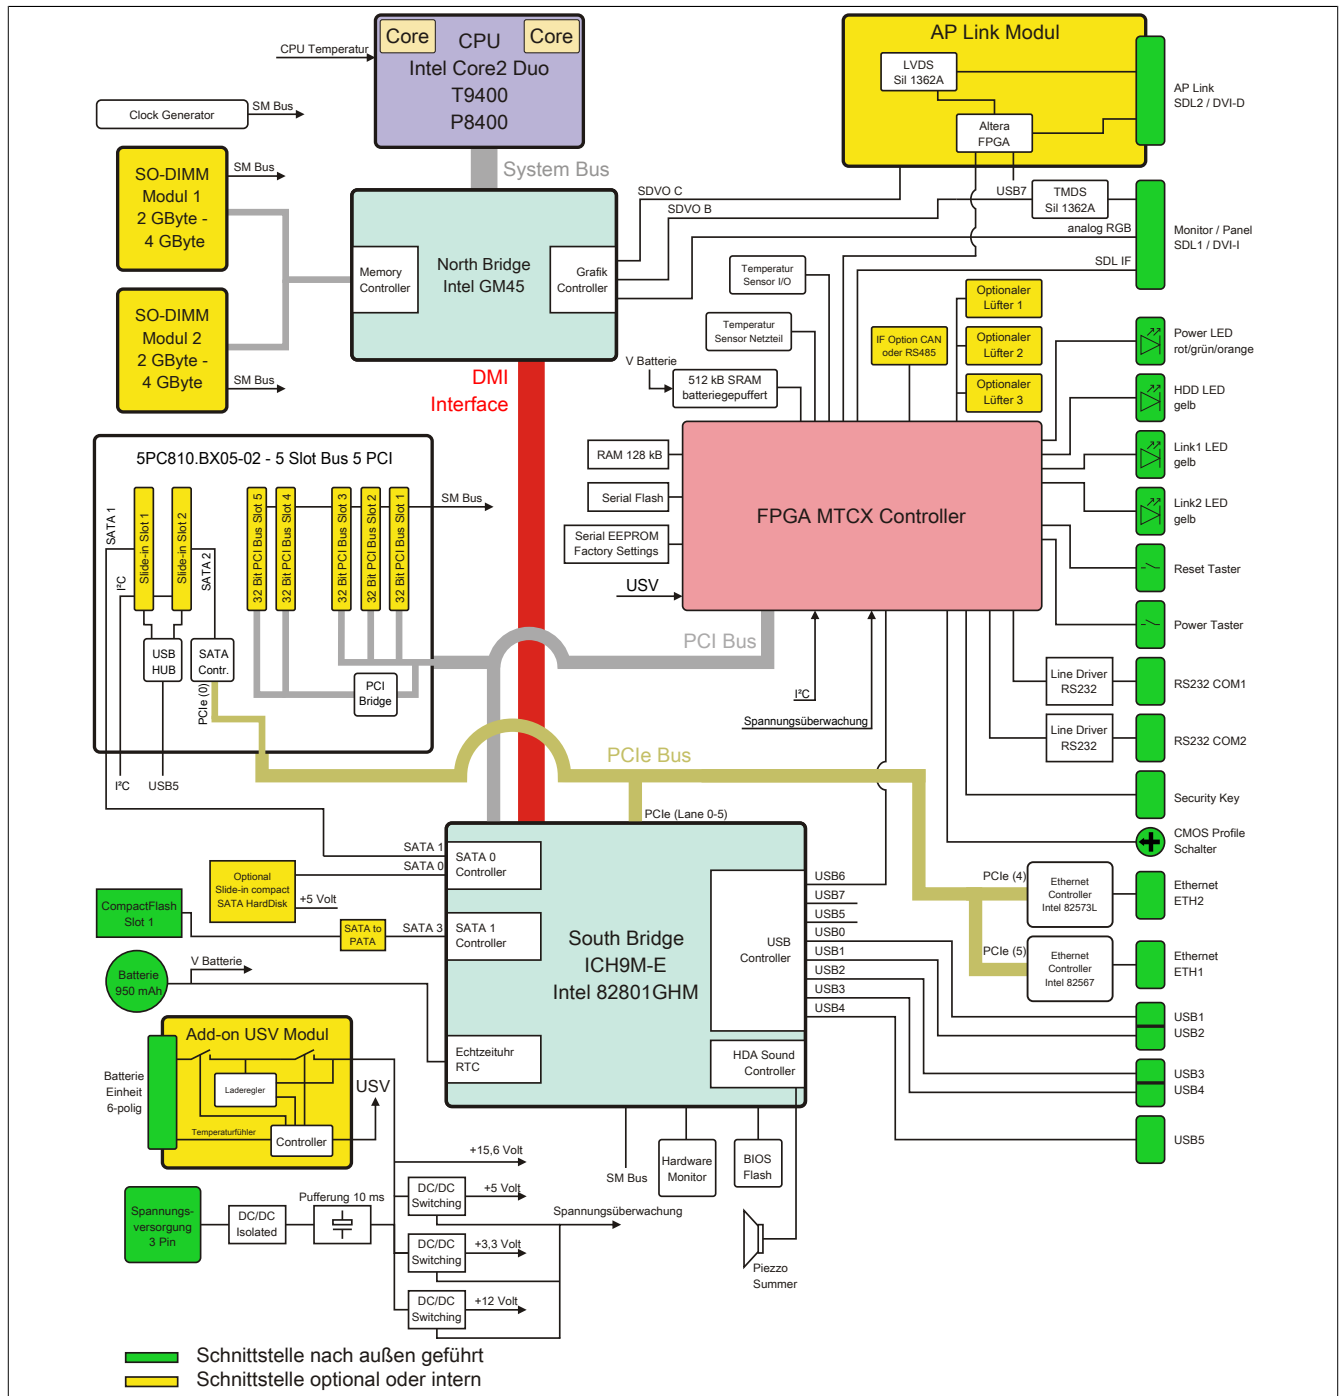 Core
CPU
Core
Intel Core2 Duo
T9400
P8400
CPU Temperatur
Clock Generator
SM Bus
System Bus
AP Link Modul
LVDS
Sil 1362A
Altera
FPGA
AP Link
SDL2 / DVI-D
SO-DIMM
Modul 1
2 GByte -
4 GByte
SM Bus
SO-DIMM
Modul 2
2 GByte -
4 GByte
SM Bus
Memory
Controller
North Bridge
Intel GM45
Grafik
Controller
SDVO C
SDVO B
USB7
TMDS
Sil 1362A
analog RGB
SDL IF
Monitor / Panel
SDL1 / DVI-I
Temperatur
Sensor I/O
Temperatur
Sensor Netzteil
V Batterie
512 kB SRAM
batteriegepuffert
IF Option CAN
oder RS485
Optionaler
Lüfter 1
Optionaler
Lüfter 2
Optionaler
Lüfter 3
Power LED
rot/grün/orange
HDD LED
gelb
Link1 LED
gelb
Link2 LED
gelb
Reset Taster
Power Taster
DMI
Interface
RAM 128 kB
Serial Flash
Serial EEPROM
Factory Settings
USV
FPGA MTCX Controller
5PC810.BX05-02 - 5 Slot Bus 5 PCI
SATA 1
I²C
Slide-in Slot 1
Slide-in Slot 2
SATA 2
32 Bit PCI Bus Slot 5
32 Bit PCI Bus Slot 4
32 Bit PCI Bus Slot 3
32 Bit PCI Bus Slot 2
32 Bit PCI Bus Slot 1
SM Bus
USB
HUB
SATA
Contr.
PCIe (0)
PCI
Bridge
I²C
USB5
PCI Bus
I²C
Spannungsüberwachung
Line Driver
RS232
RS232 COM1
Line Driver
RS232
RS232 COM2
Security Key
CMOS Profile
Schalter
PCIe Bus
PCIe (Lane 0-5)
SATA 1
SATA 0
SATA 0
Controller
Optional
Slide-in compact
SATA HardDisk
+5 Volt
CompactFlash
Slot 1
SATA to
PATA
SATA 3
SATA 1
Controller
South Bridge
ICH9M-E
Intel 82801GHM
USB
Controller
USB6
USB7
USB5
USB0
USB1
USB2
USB3
USB4
PCIe (4)
Ethernet
Controller
Intel 82573L
Ethernet
ETH2
PCIe (5)
Ethernet
Controller
Intel 82567
Ethernet
ETH1
USB1
USB2
USB3
USB4
USB5
Batterie
950 mAh
V Batterie
Echtzeituhr
RTC
HDA Sound
Controller
Add-on USV Modul
Batterie
Einheit
6-polig
Laderegler
Temperaturfühler
Controller
USV
SM Bus
Hardware
Monitor
BIOS
Flash
Piezzo
Summer
Spannungs-
versorgung
3 Pin
DC/DC
Isolated
Pufferung 10 ms
+15,6 Volt
DC/DC
Switching
+5 Volt
Spannungsüberwachung
DC/DC
Switching
+3,3 Volt
DC/DC
Switching
+12 Volt
Schnittstelle nach außen geführt
Schnittstelle optional oder intern